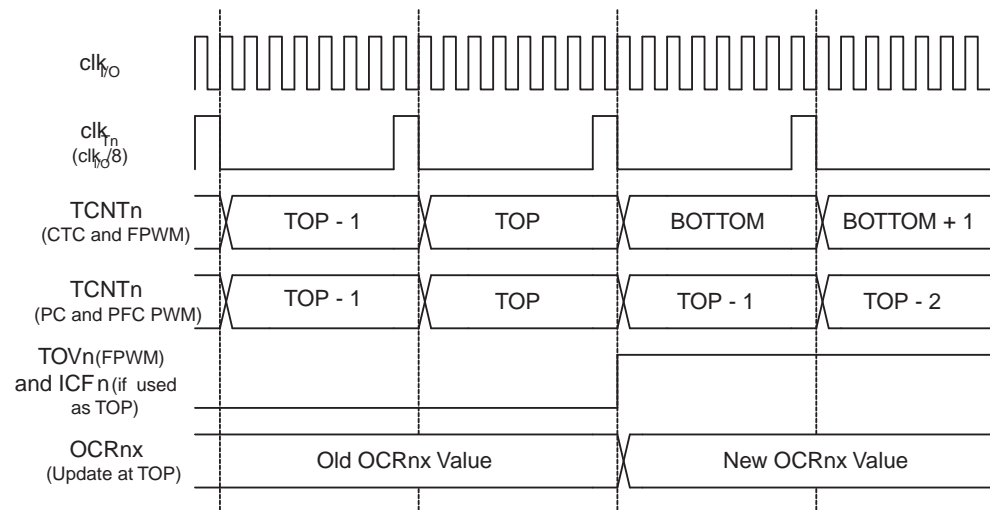 clkI/O
clkTn
(clkI/O/8)
TCNTn
(CTC and FPWM)
TOP - 1
TOP
BOTTOM
BOTTOM + 1
TCNTn
(PC and PFC PWM)
TOP - 1
TOP
TOP - 1
TOP - 2
TOVn(FPWM)
and ICFn(if used
as TOP)
OCRnx
(Update at TOP)
Old OCRnx Value
New OCRnx Value